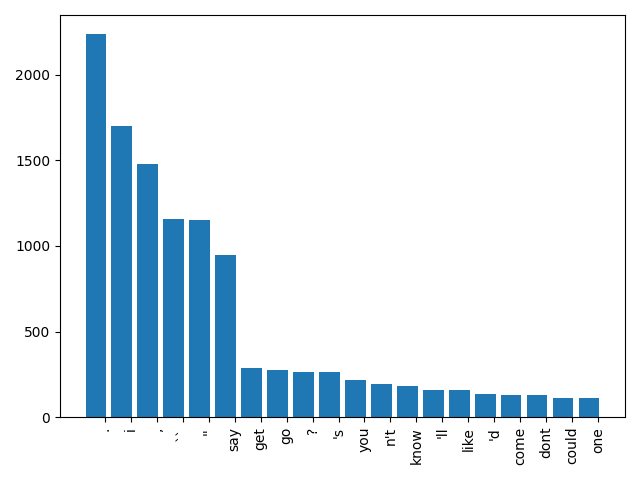 2000
1500
1000
500
0
.
i
,
``
"
say
get
go
?
's
you
n't
know
'll
like
'd
come
dont
could
one